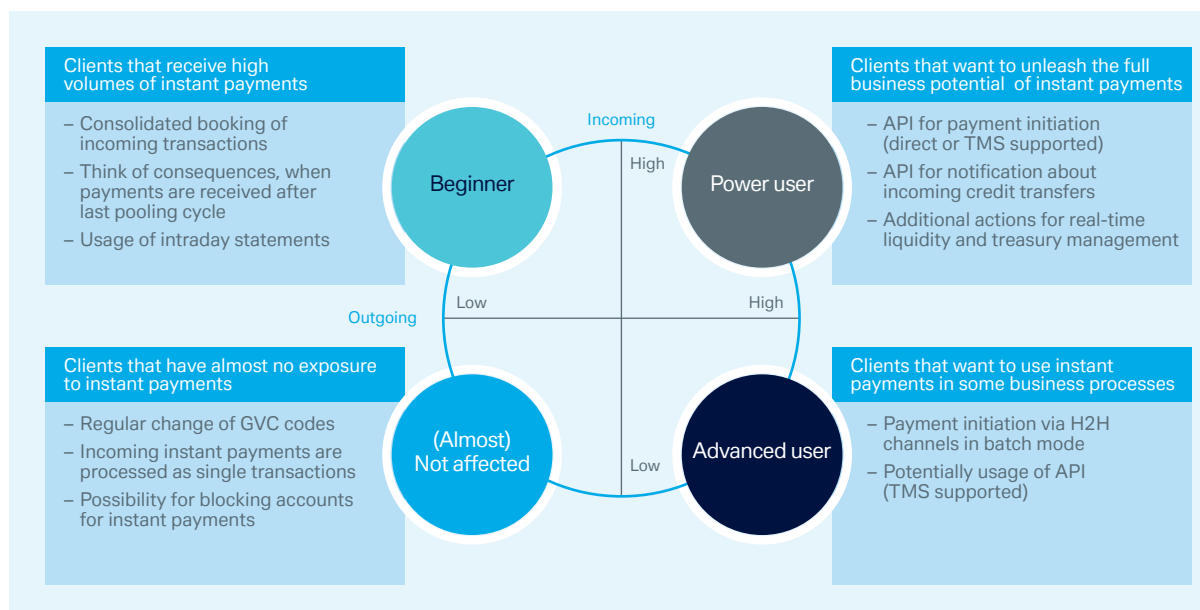 Clients that receive high
volumes of instant payments
– Consolidated booking of
incoming transactions
– Think of consequences, when
payments are received after
last pooling cycle
– Usage of intraday statements
Beginner
Incoming
High
Power user
Clients that want to unleash the full
business potential of instant payments
– API for payment initiation
(direct or TMS supported)
– API for notification about
incoming credit transfers
– Additional actions for real-time
liquidity and treasury management
Outgoing
Low
High
Clients that have almost no exposure
to instant payments
– Regular change of GVC codes
– Incoming instant payments are
processed as single transactions
– Possibility for blocking accounts
for instant payments
(Almost)
Not affected
Low
Advanced user
Clients that want to use instant
payments in some business processes
– Payment initiation via H2H
channels in batch mode
– Potentially usage of API
(TMS supported)